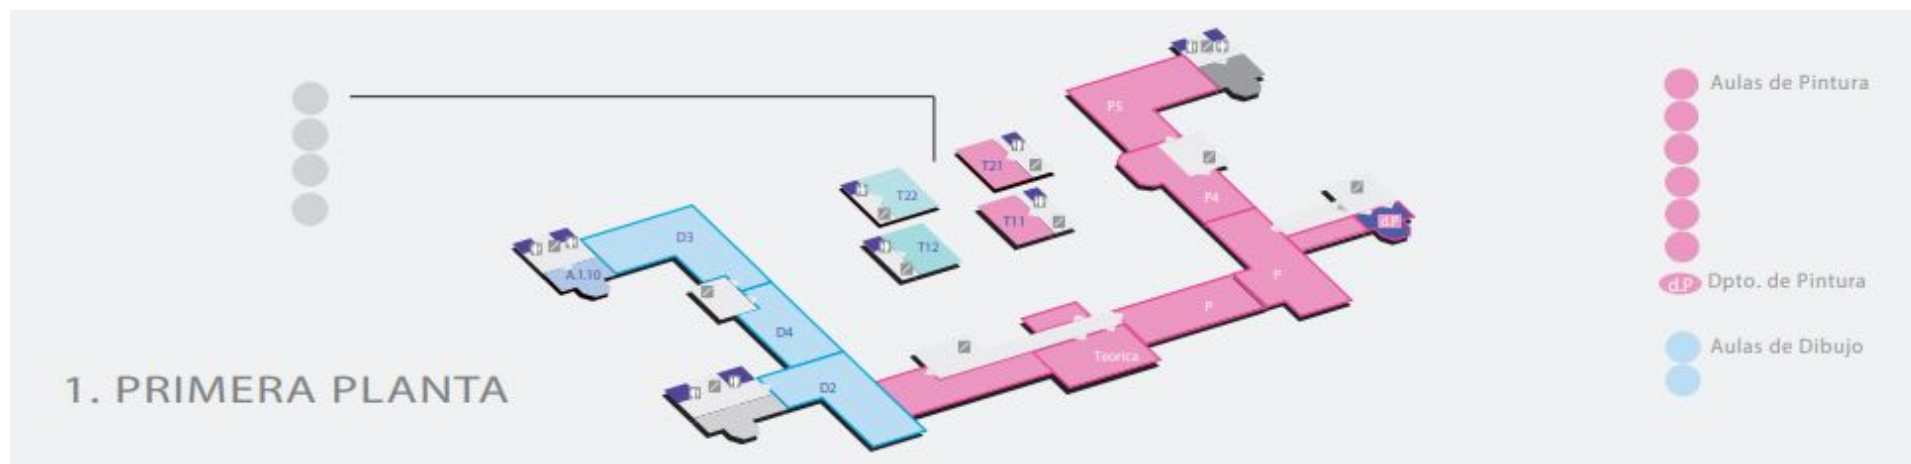 Aulas de Pintura
P5
T21
T22
P4
T11
d.P
D3
T12
A.1.10
P
d.P Dpto. de Pintura
P
D4
Aulas de Dibujo
Teorica
1. PRIMERA PLANTA
D2